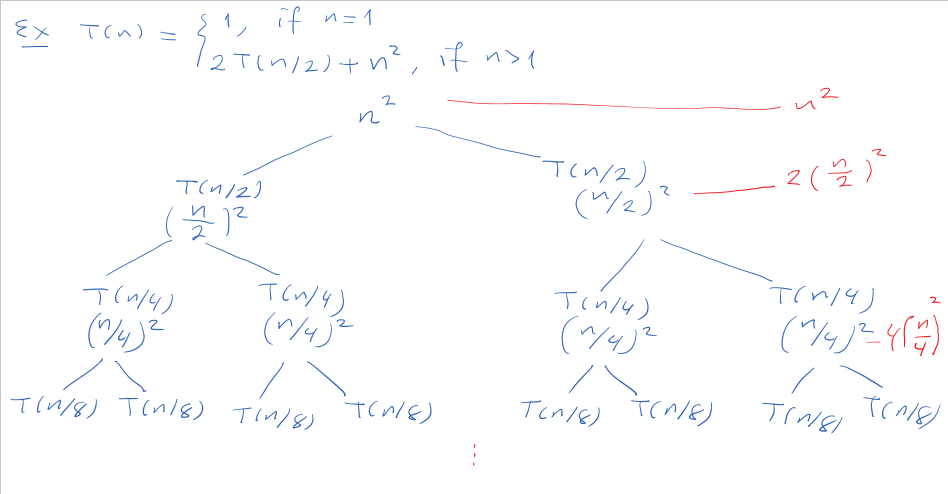 Ex T(n) = { 1, if n=1
2T(n/2) + n², if n>1
n² n²
T(n/2) T(n/2) 2(n/2)²
(n/2)² (n/2)²
T(n/4) T(n/4) T(n/4) T(n/4)
(n/4)² (n/4)² (n/4)² (n/4)² 4(n/4)²
T(n/8) T(n/8) T(n/8) T(n/8) T(n/8) T(n/8) T(n/8) T(n/8)
⋮